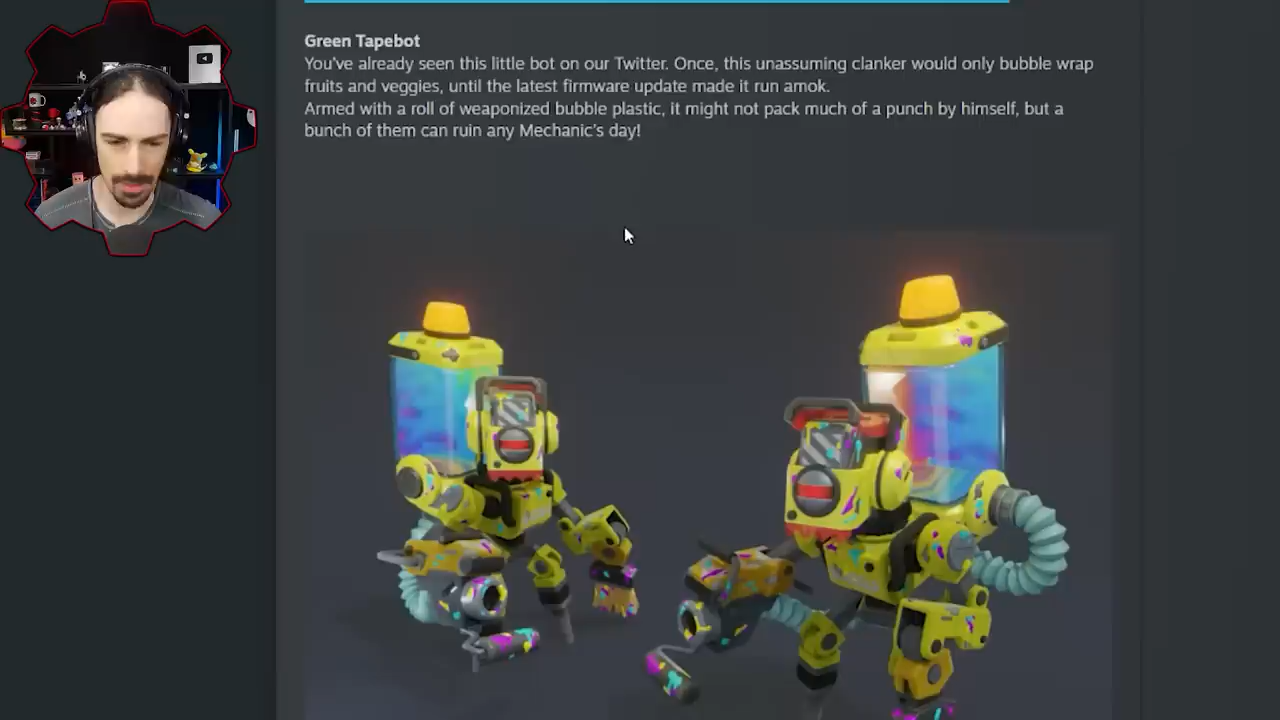 Green Tapebot
You've already seen this little bot on our Twitter. Once, this unassuming clanker would only bubble wrap
fruits and veggies, until the latest firmware update made it run amok.
Armed with a roll of weaponized bubble plastic, it might not pack much of a punch by himself, but a
bunch of them can ruin any Mechanic's day!